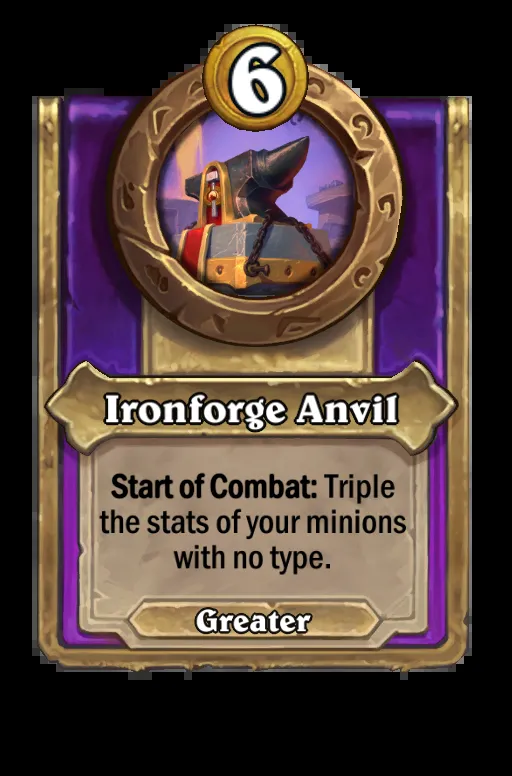 6
Ironforge Anvil
Start of Combat: Triple
the stats of your minions
with no type.
Greater